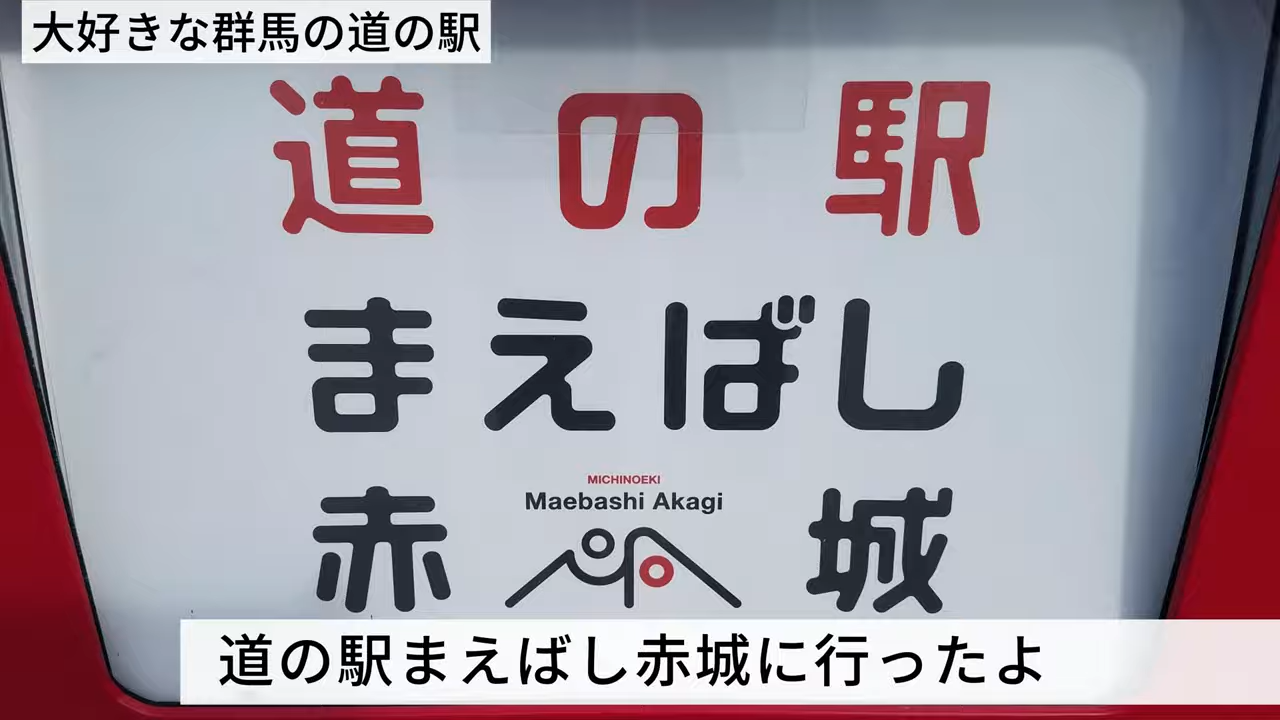 大好きな群馬の道の駅
道の駅
まえばし
MICHINOEKI
Maebashi Akagi
赤城
道の駅まえばし赤城に行ったよ